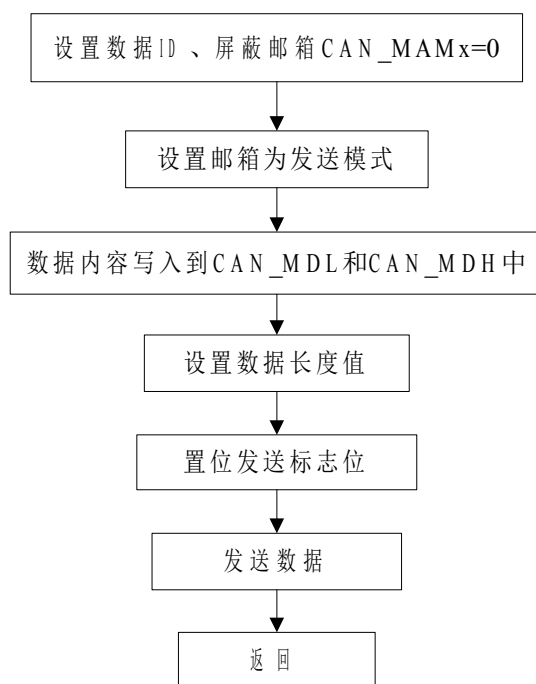 设置数据ID、屏蔽邮箱CAN_MAMx=0
设置邮箱为发送模式
数据内容写入到CAN_MDL和CAN_MDH中
设置数据长度值
置位发送标志位
发送数据
返回